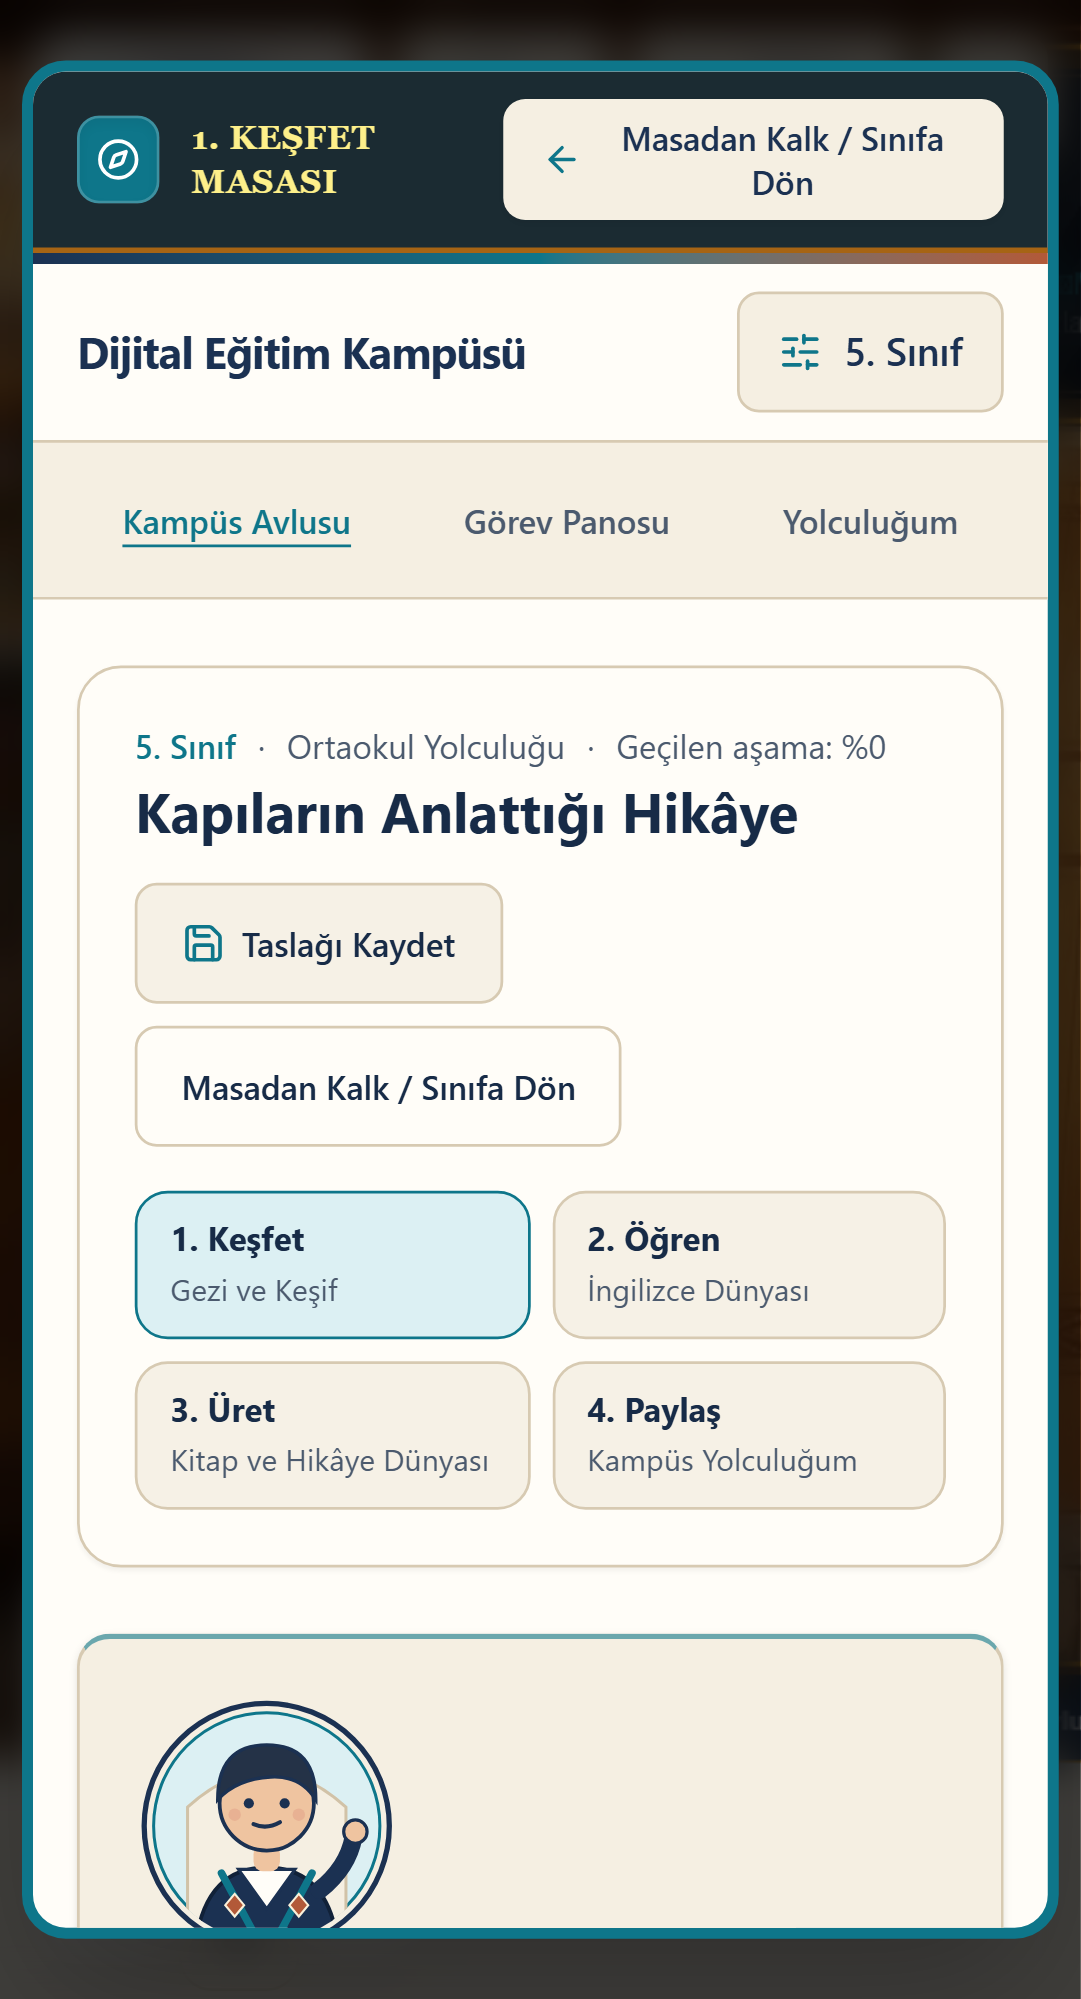 1. KEŞFET
MASASI
Masadan Kalk / Sınıfa
Dön
Dijital Eğitim Kampüsü
5. Sınıf
Kampüs Avlusu
Görev Panosu
Yolculuğum
5. Sınıf · Ortaokul Yolculuğu · Geçilen aşama: %0
Kapıların Anlattığı Hikâye
Taslağı Kaydet
Masadan Kalk / Sınıfa Dön
1. Keşfet
Gezi ve Keşif
2. Öğren
İngilizce Dünyası
3. Üret
Kitap ve Hikâye Dünyası
4. Paylaş
Kampüs Yolculuğum